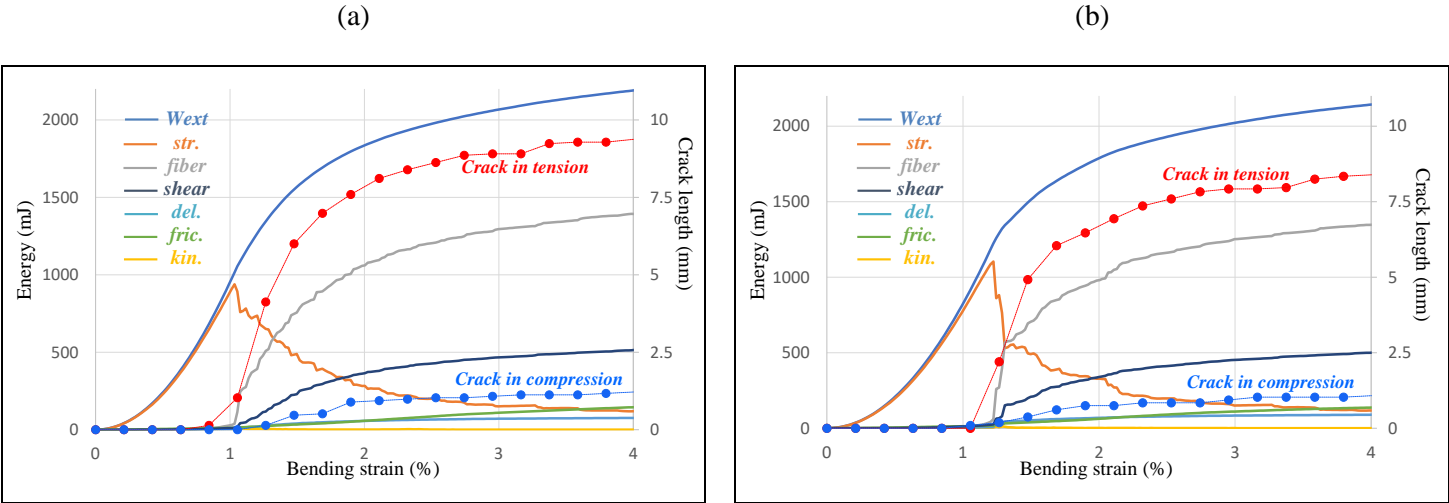 (a)
(b)
2000
1500
1000
500
0
Energy (mJ)
Wext
str.
fiber
shear
del.
fric.
kin.
Crack in tension
Crack in compression
10
7.5
5
2.5
0
Crack length (mm)
0
1
2
3
4
Bending strain (%)
2000
1500
1000
500
0
Energy (mJ)
Wext
str.
fiber
shear
del.
fric.
kin.
Crack in tension
Crack in compression
10
7.5
5
2.5
0
Crack length (mm)
0
1
2
3
4
Bending strain (%)